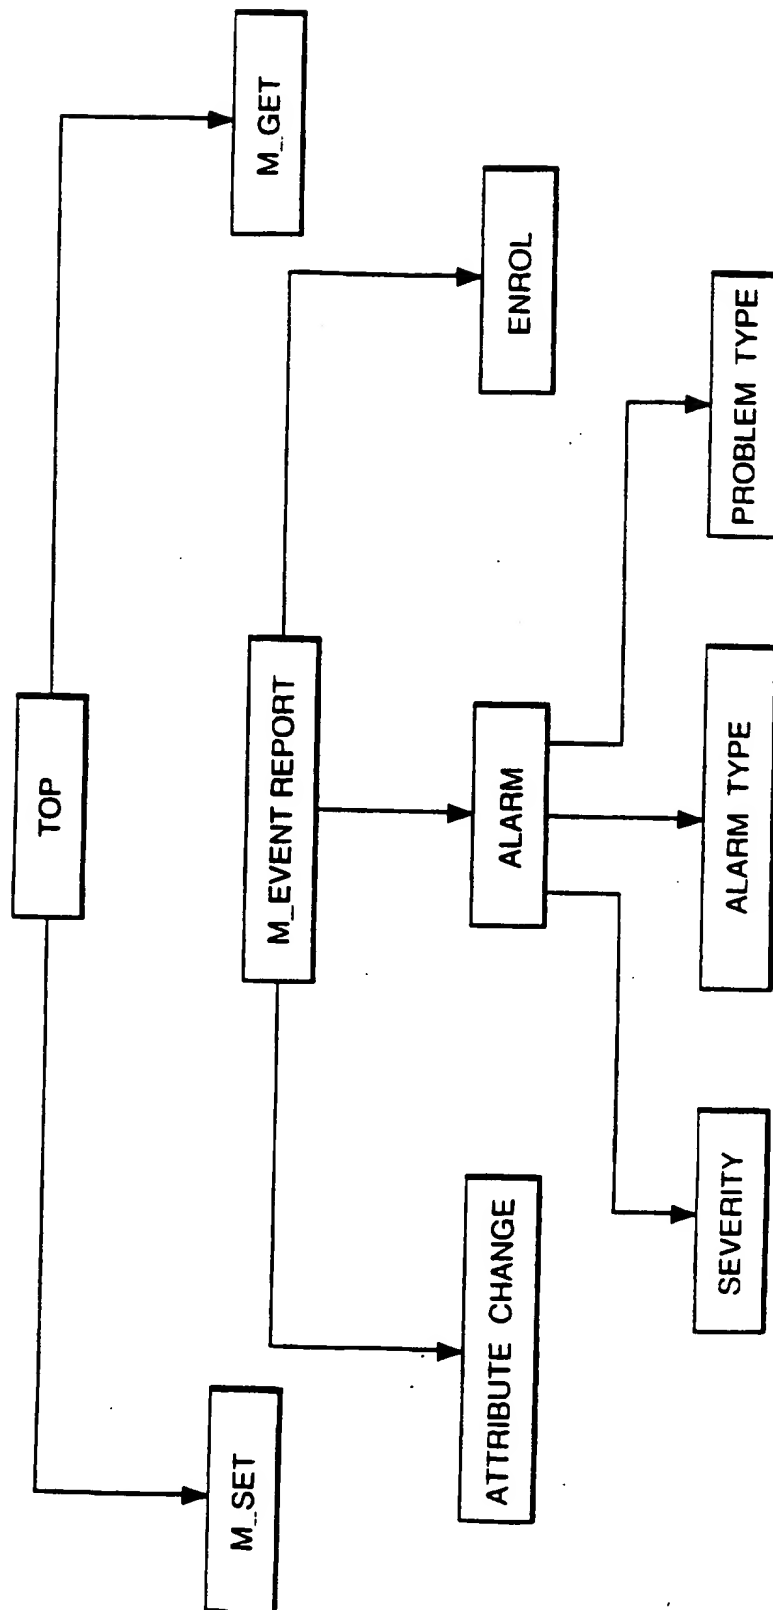 TOP
M_SET
M_EVENT REPORT
M_GET
ATTRIBUTE CHANGE
ALARM
ENROL
SEVERITY
ALARM TYPE
PROBLEM TYPE